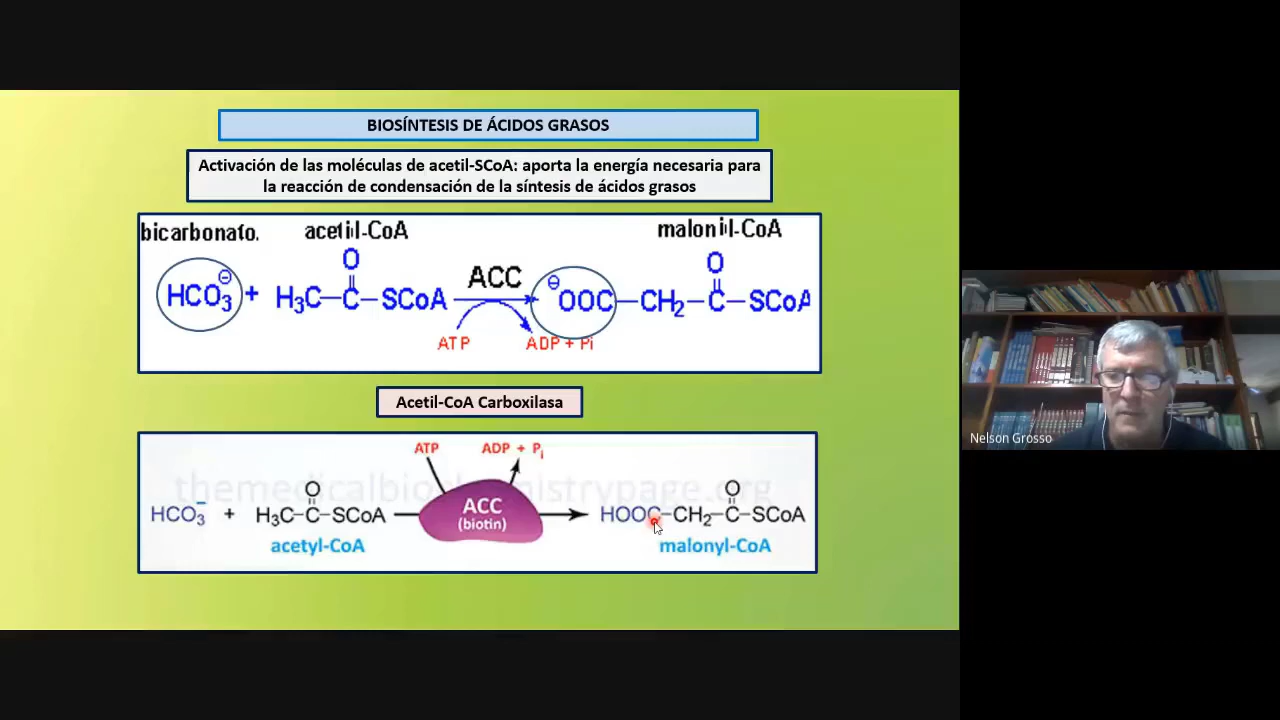 BIOSÍNTESIS DE ÁCIDOS GRASOS
Activación de las moléculas de acetil-SCoA: aporta la energía necesaria para
la reacción de condensación de la síntesis de ácidos grasos
bicarbonato.
acetil-CoA
malonil-CoA
O
O
HCO₃⊖ + H₃C–C–SCoA
ACC
⊖OOC–CH₂–C–SCoA
ATP
ADP + Pi
Acetil-CoA Carboxilasa
ATP
ADP + Pᵢ
themedicalbiochemistrypage.org
O
O
HCO₃⁻ + H₃C–C–SCoA
ACC
(biotin)
HOOC–CH₂–C–SCoA
acetyl-CoA
malonyl-CoA
Nelson Grosso